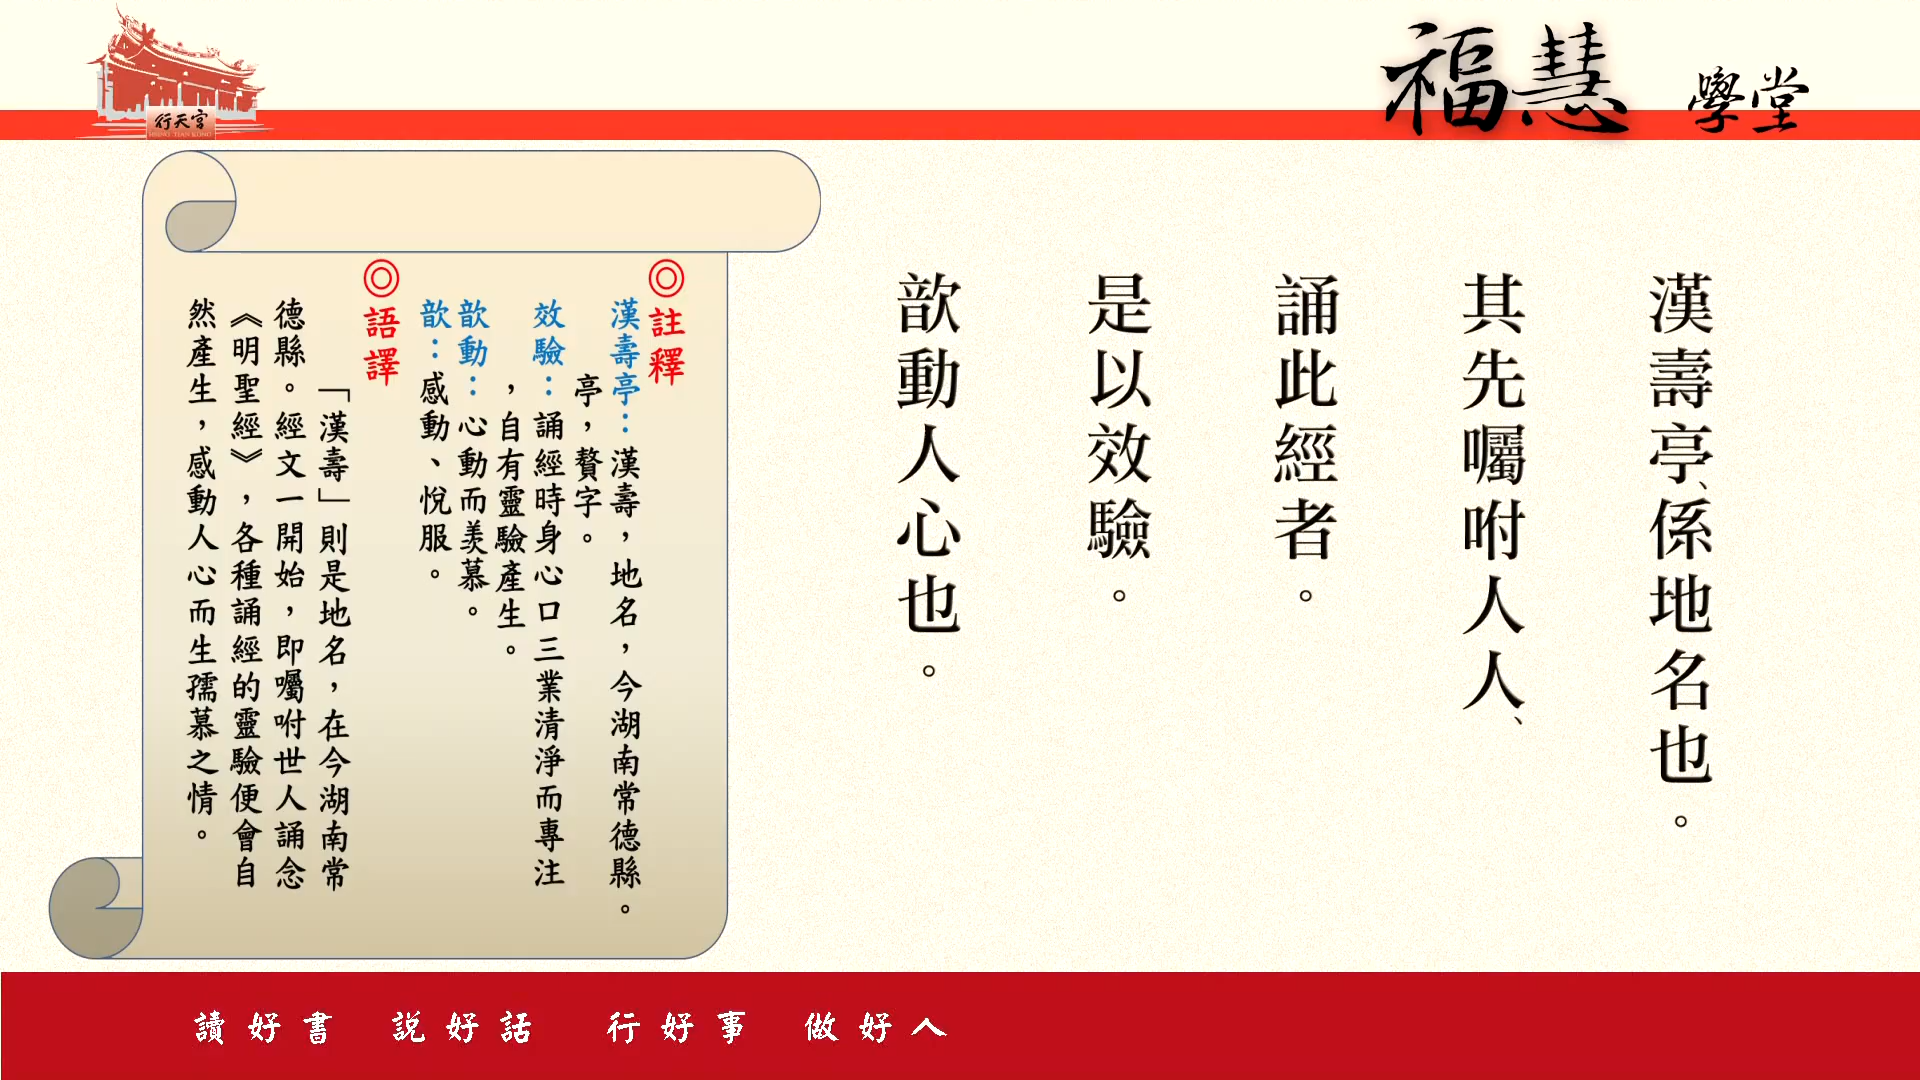 行天宮
HSING TIAN KONG
福慧 學堂
漢壽亭、係地名也。
其先囑咐人人、
誦此經者。
是以效驗。
歆動人心也。
◎註釋
漢壽亭：漢壽，地名，今湖南常德縣。
亭，贅字。
效驗：誦經時身心口三業清淨而專注
，自有靈驗產生。
歆動：心動而羨慕。
歆：感動、悅服。
◎語譯
「漢壽」則是地名，在今湖南常
德縣。經文一開始，即囑咐世人誦念
《明聖經》，各種誦經的靈驗便會自
然產生，感動人心而生孺慕之情。
讀好書 說好話 行好事 做好人